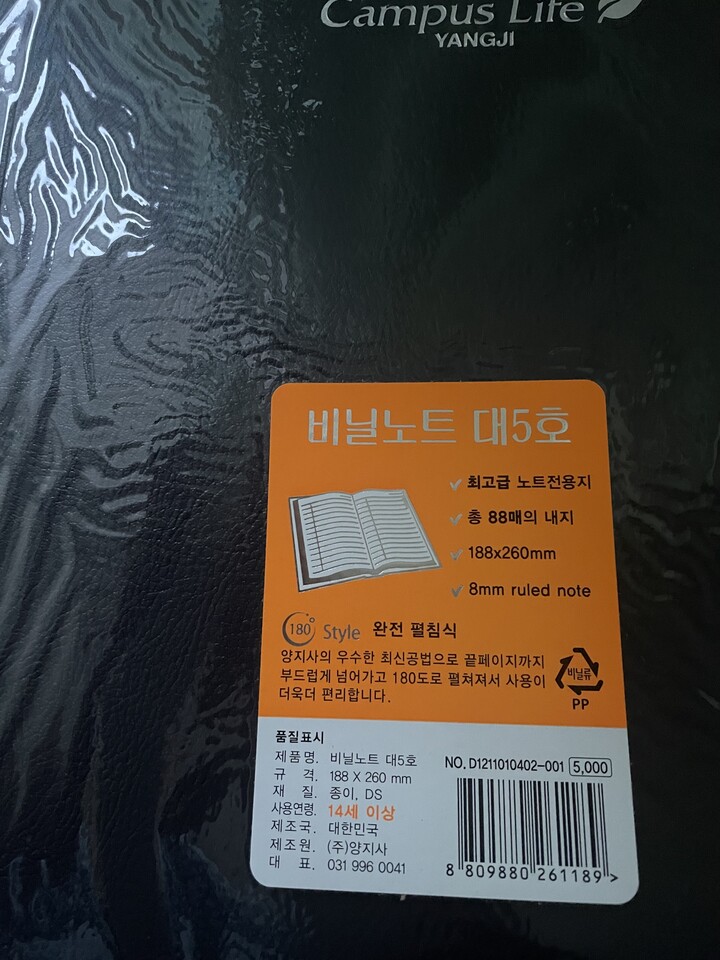 Campus Life
YANGJI
비닐노트 대5호
최고급 노트전용지
총 88매의 내지
188x260mm
8mm ruled note
180° Style 완전 펼침식
양지사의 우수한 최신공법으로 끝페이지까지
부드럽게 넘어가고 180도로 펼쳐져서 사용이
더욱더 편리합니다.
비닐류
PP
품질표시
제품명. 비닐노트 대5호
규 격. 188 X 260 mm
재 질. 종이, DS
사용연령. 14세 이상
제조국. 대한민국
제조원. (주)양지사
대 표. 031 996 0041
NO. D1211010402-001 5,000
8 809880 261189 >